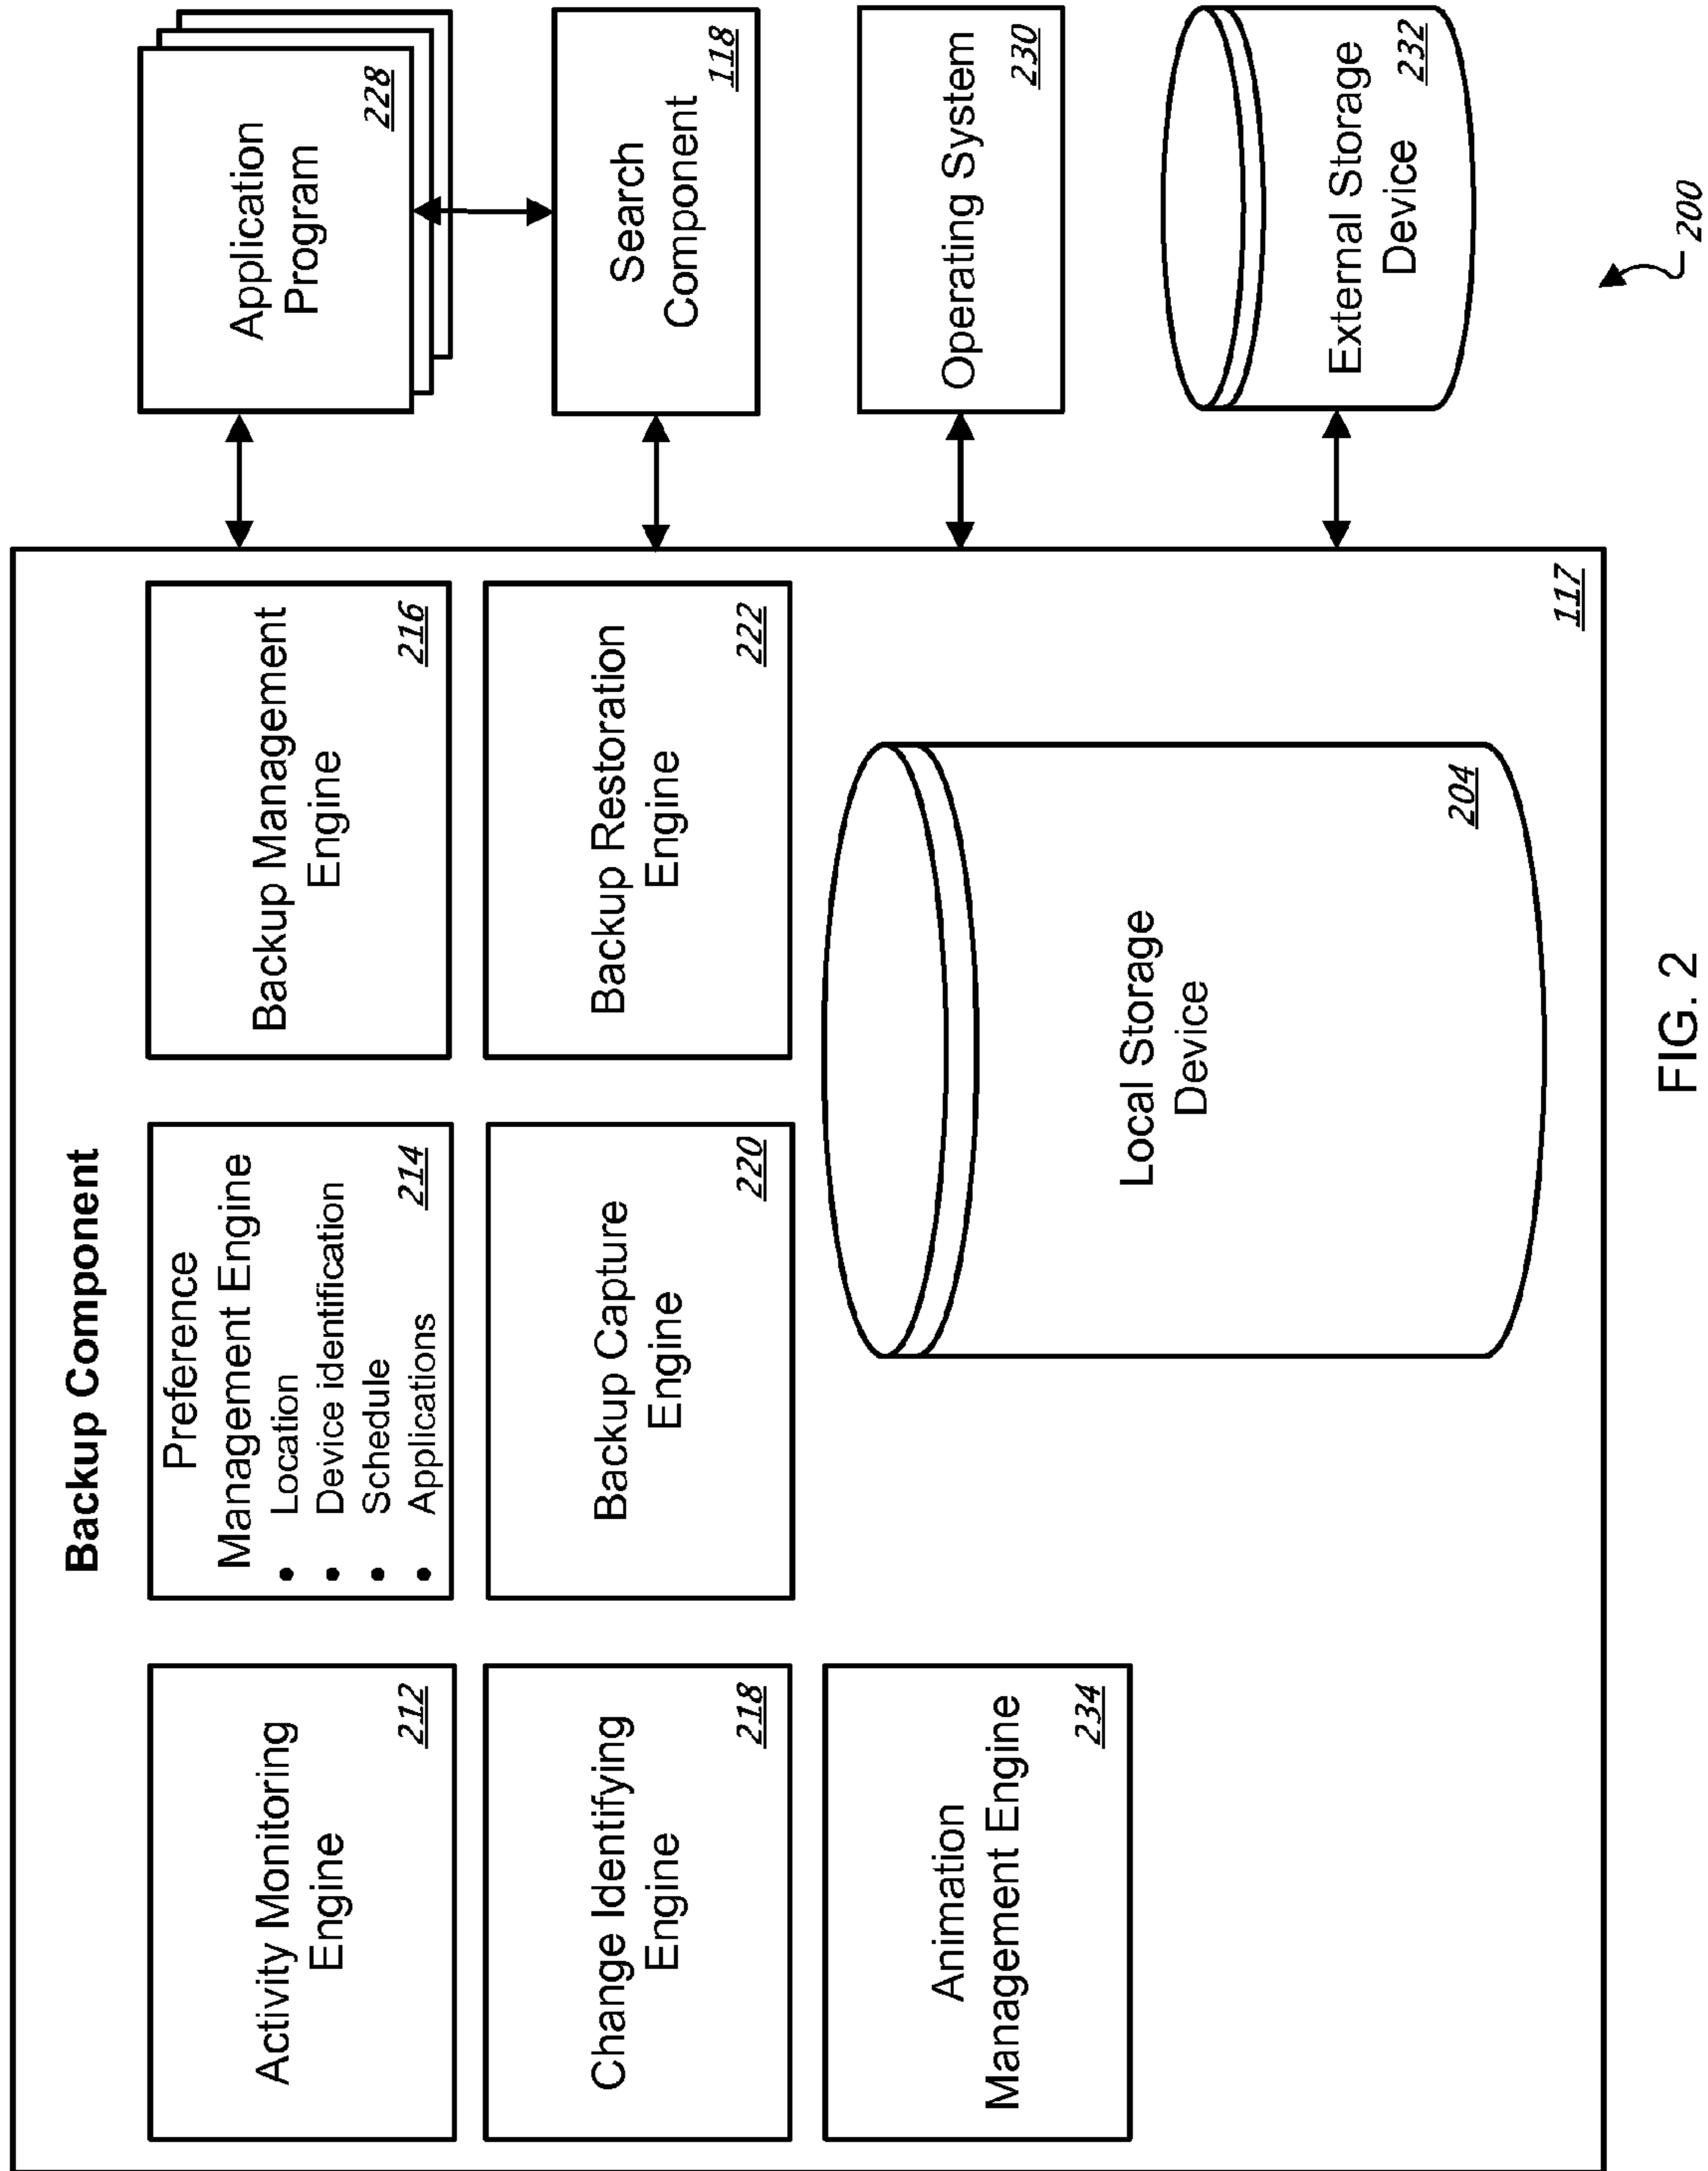 Backup Component
Activity Monitoring
Engine
212
Preference
Management Engine
• Location
• Device identification
• Schedule
• Applications
214
Backup Management
Engine
216
Change Identifying
Engine
218
Backup Capture
Engine
220
Backup Restoration
Engine
222
Animation
Management Engine
234
Local Storage
Device
204
117
Application
Program
228
Search
Component
118
Operating System
230
External Storage
Device
232
200
FIG. 2